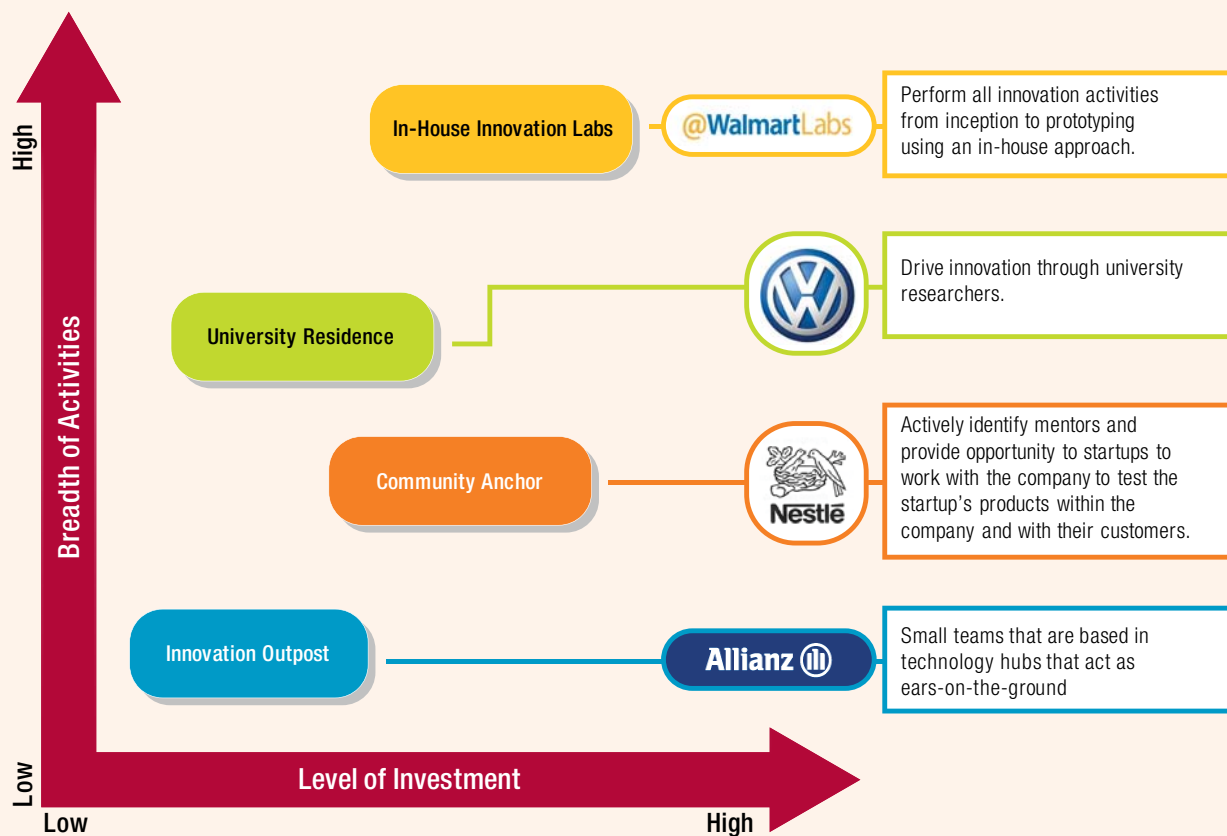 High
Breadth of Activities
Low
Low
Level of Investment
High
In-House Innovation Labs
@WalmartLabs
Perform all innovation activities
from inception to prototyping
using an in-house approach.
University Residence
Drive innovation through university
researchers.
Community Anchor
Nestlé
Actively identify mentors and
provide opportunity to startups to
work with the company to test the
startup's products within the
company and with their customers.
Innovation Outpost
Allianz
Small teams that are based in
technology hubs that act as
ears-on-the-ground